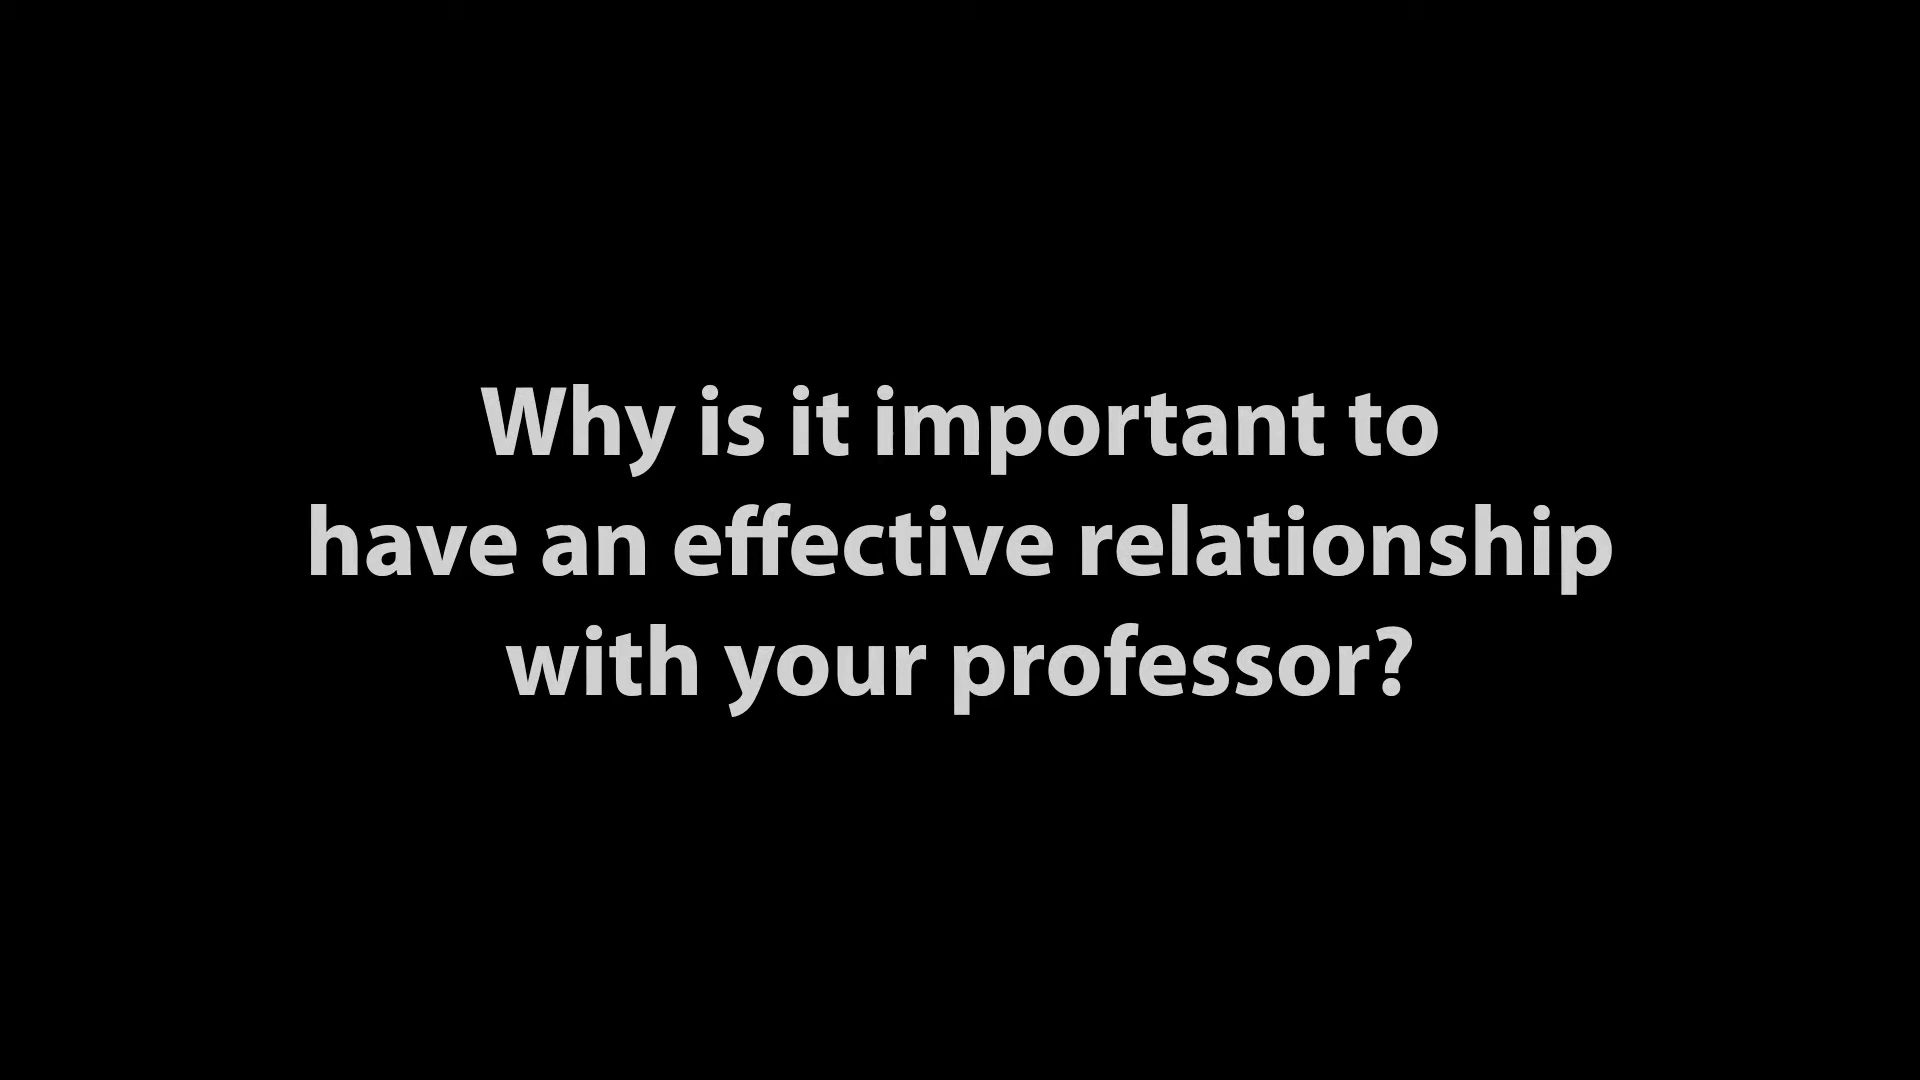 Why is it important to
have an effective relationship
with your professor?